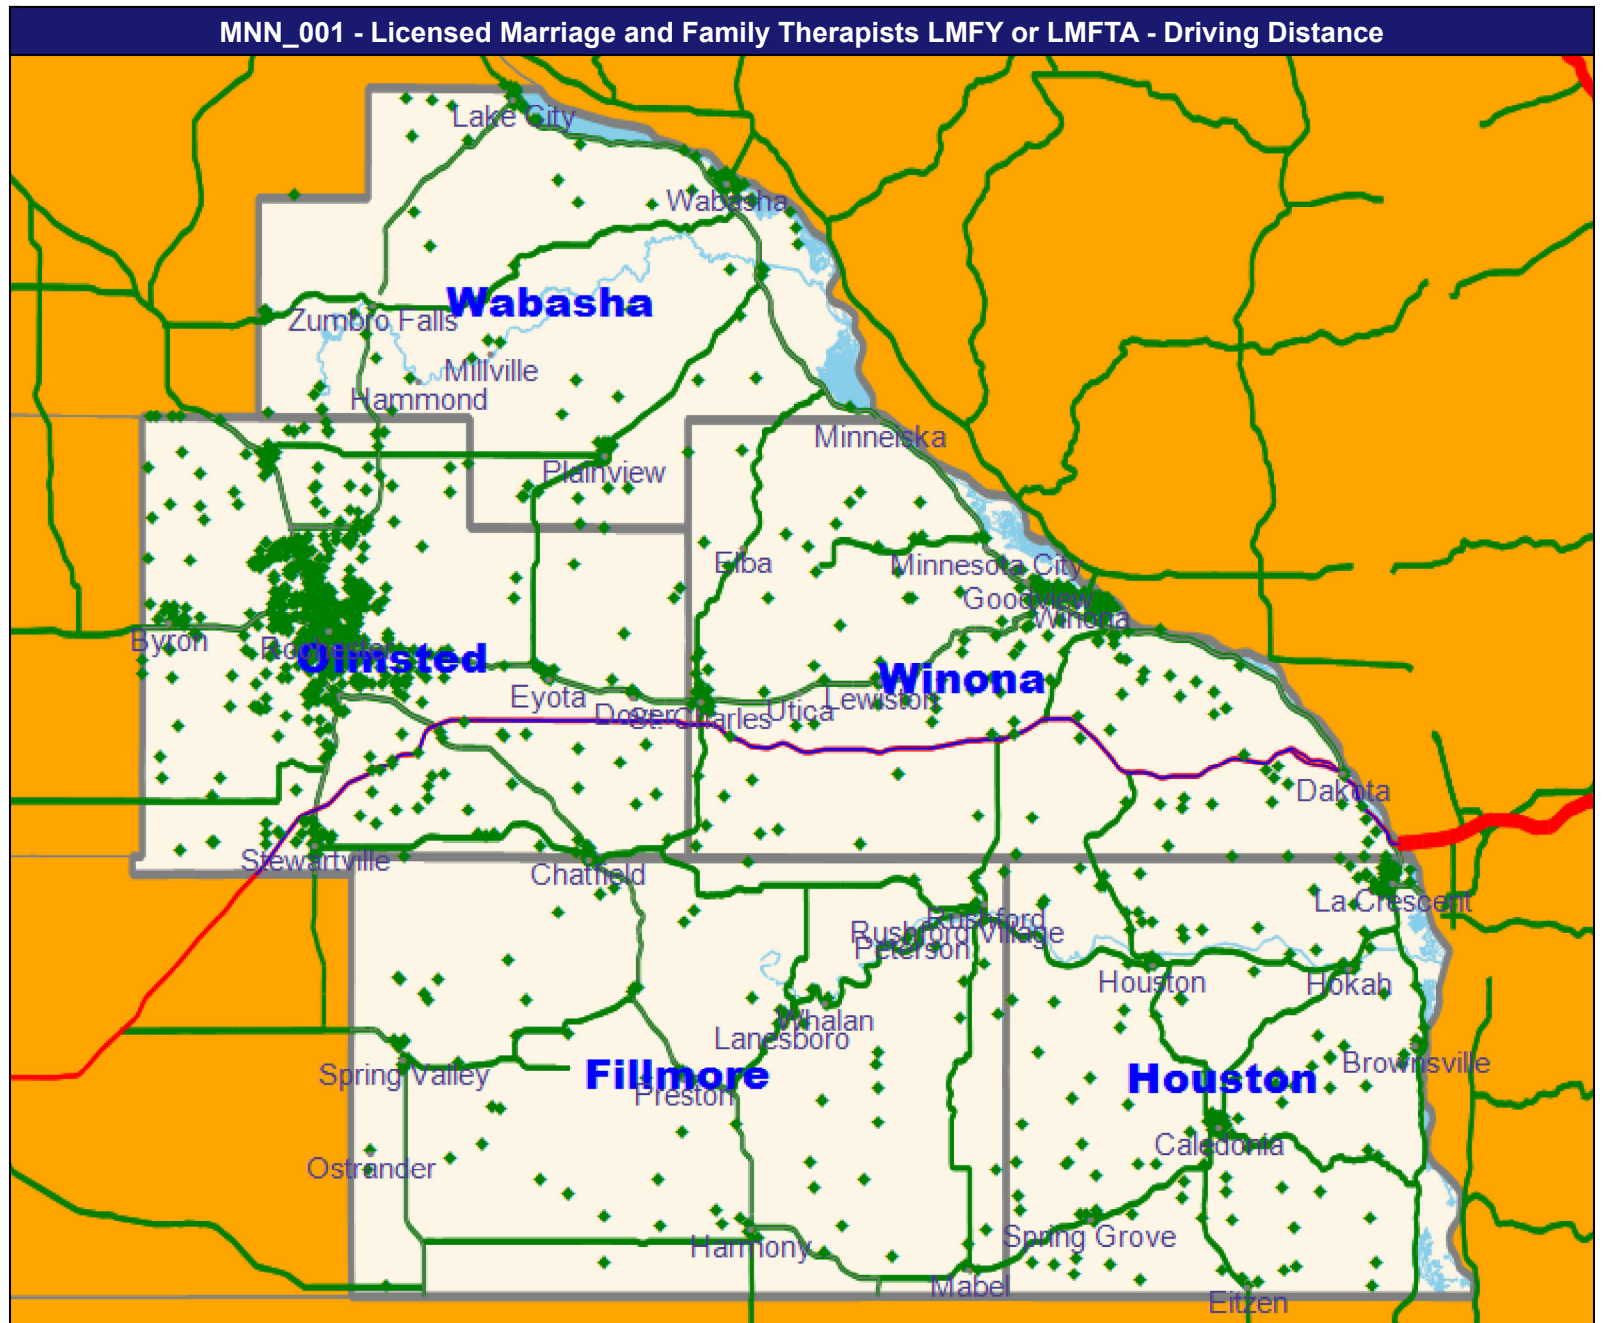 MNN_001 - Licensed Marriage and Family Therapists LMFY or LMFTA - Driving Distance
Lake City
Wabasha
Wabasha
Zumbro Falls
Millville
Hammond
Minneiska
Plainview
Elba
Minnesota City
Goodview
Winona
Byron
Rochester
Olmsted
Winona
Eyota
Lewiston
Dover
St. Charles
Utica
Dakota
Stewartville
Chatfield
La Crescent
Rushford
Rushford Village
Peterson
Houston
Hokah
Whalan
Lanesboro
Brownsville
Spring Valley
Fillmore
Houston
Preston
Caledonia
Ostrander
Spring Grove
Harmony
Mabel
Eitzen